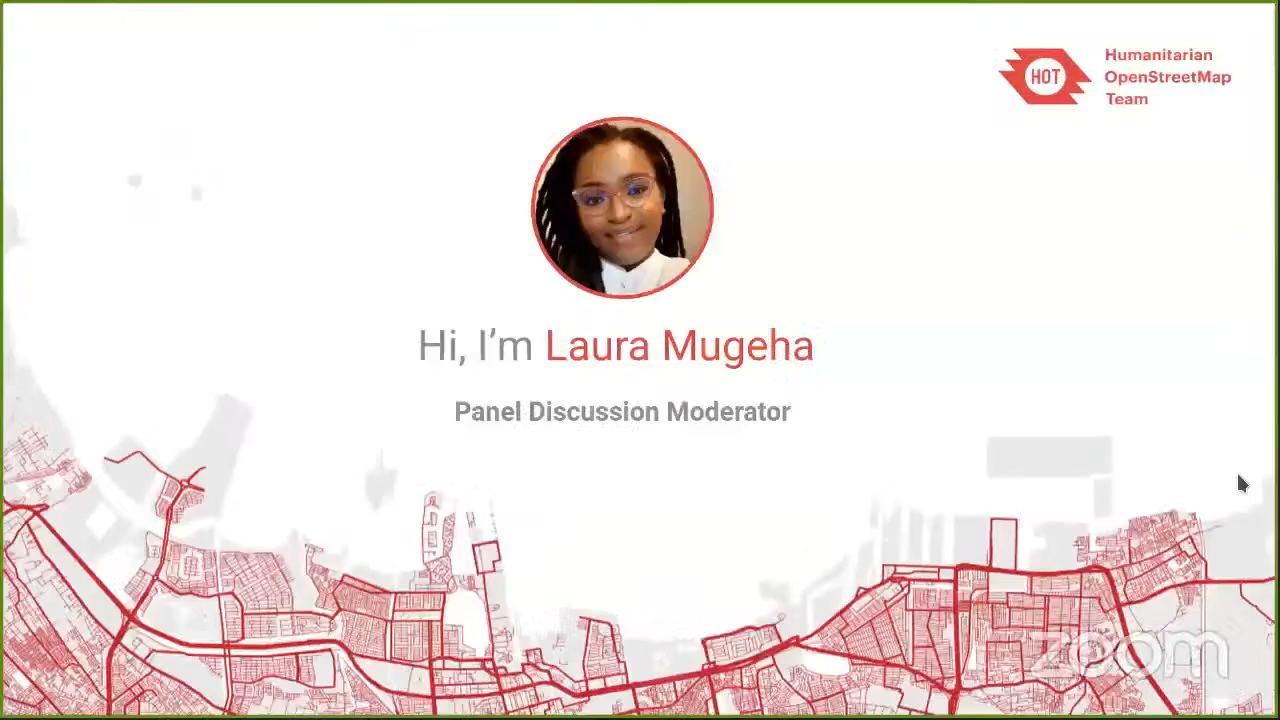 HOT
Humanitarian
OpenStreetMap
Team
Hi, I’m Laura Mugeha
Panel Discussion Moderator
zoom